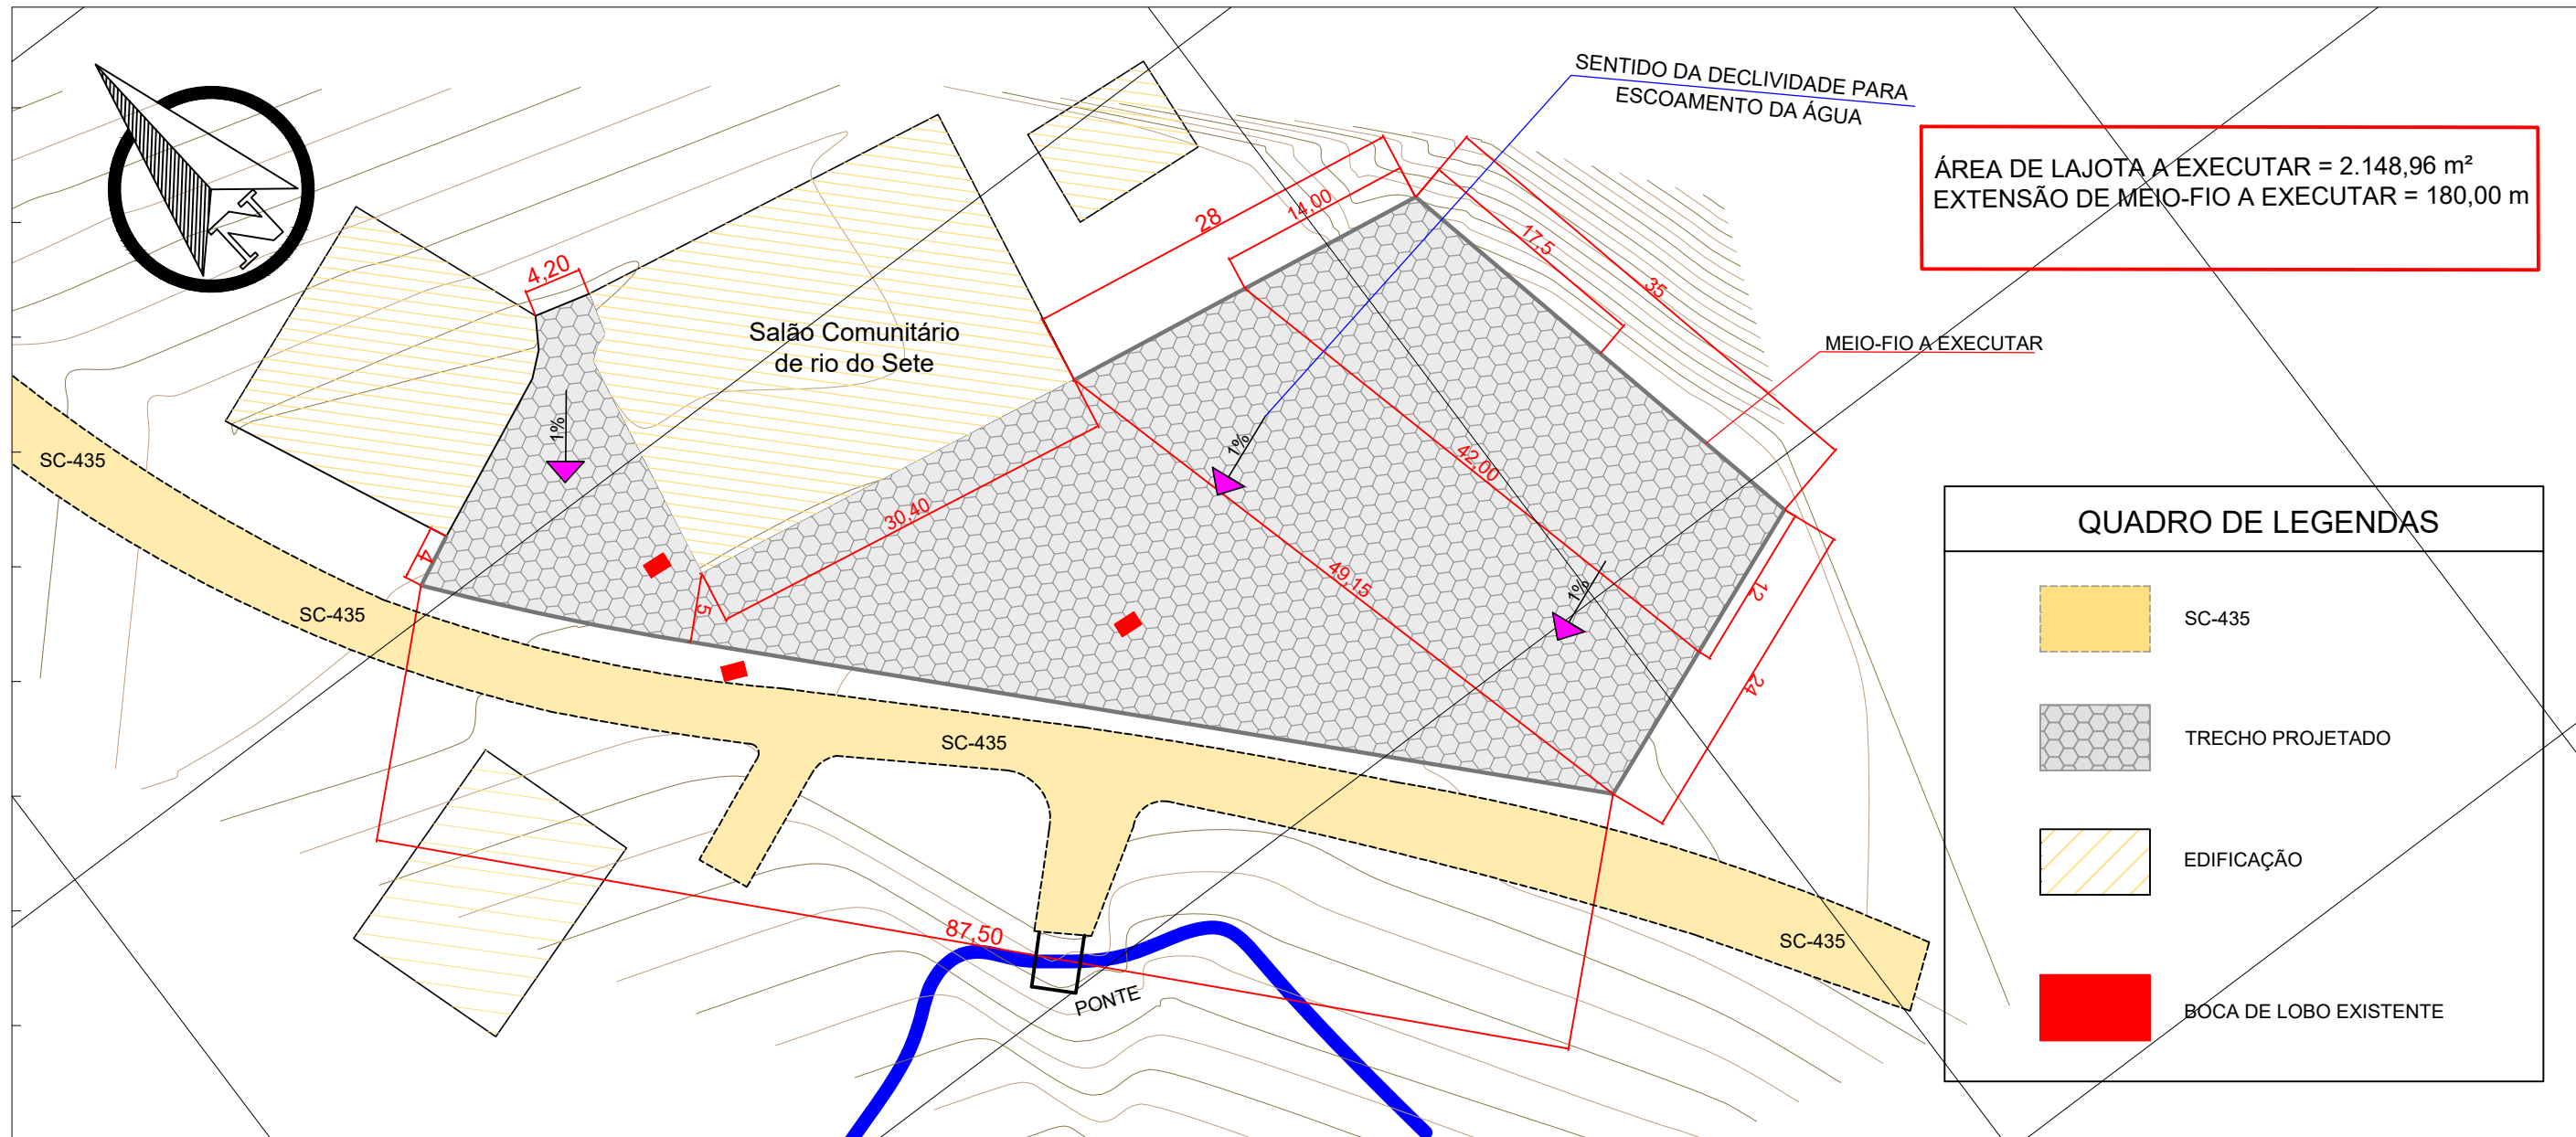 SENTIDO DA DECLIVIDADE PARA
ESCOAMENTO DA ÁGUA
ÁREA DE LAJOTA A EXECUTAR = 2.148,96 m²
EXTENSÃO DE MEIO-FIO A EXECUTAR = 180,00 m
N
28
14,00
17,5
35
4,20
Salão Comunitário
de rio do Sete
MEIO-FIO A EXECUTAR
1%
1%
42,00
SC-435
30,40
4
49,15
1%
12
5
SC-435
24
SC-435
87,50
SC-435
PONTE
QUADRO DE LEGENDAS
SC-435
TRECHO PROJETADO
EDIFICAÇÃO
BOCA DE LOBO EXISTENTE